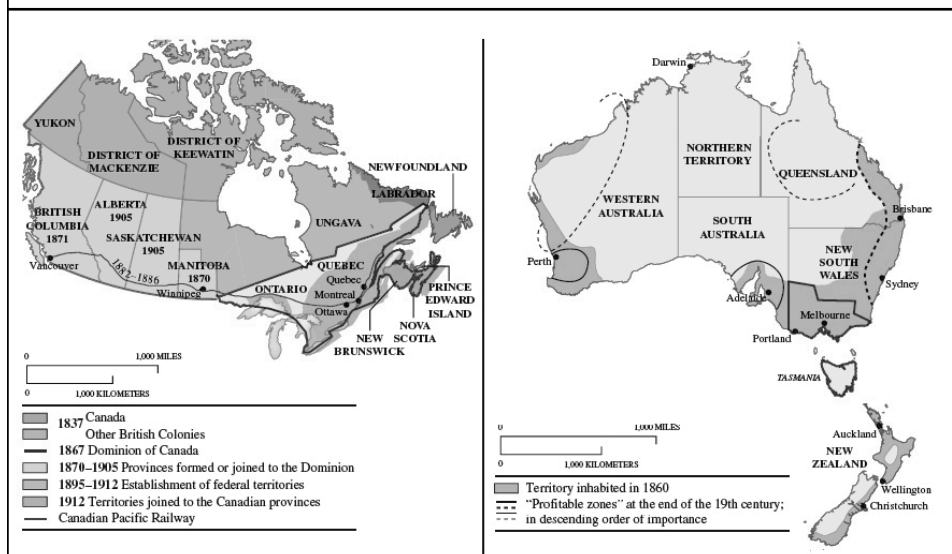 YUKON
DISTRICT OF
MACKENZIE
DISTRICT OF
KEEWATIN
NEWFOUNDLAND
LABRADOR
BRITISH
COLUMBIA
1871
ALBERTA
1905
SASKATCHEWAN
1905
UNGAVA
Vancouver
1882–1886
MANITOBA
1870
Winnipeg
ONTARIO
QUEBEC
Quebec
Montreal
Ottawa
PRINCE
EDWARD
ISLAND
NOVA
SCOTIA
NEW
BRUNSWICK
0 1,000 MILES
0 1,000 KILOMETERS
1837 Canada
Other British Colonies
1867 Dominion of Canada
1870–1905 Provinces formed or joined to the Dominion
1895–1912 Establishment of federal territories
1912 Territories joined to the Canadian provinces
Canadian Pacific Railway
Darwin
NORTHERN
TERRITORY
QUEENSLAND
WESTERN
AUSTRALIA
SOUTH
AUSTRALIA
Brisbane
NEW
SOUTH
WALES
Perth
Sydney
Adelaide
Melbourne
Portland
TASMANIA
Auckland
NEW
ZEALAND
Wellington
Christchurch
0 1,000 MILES
0 1,000 KILOMETERS
Territory inhabited in 1860
“Profitable zones” at the end of the 19th century;
in descending order of importance